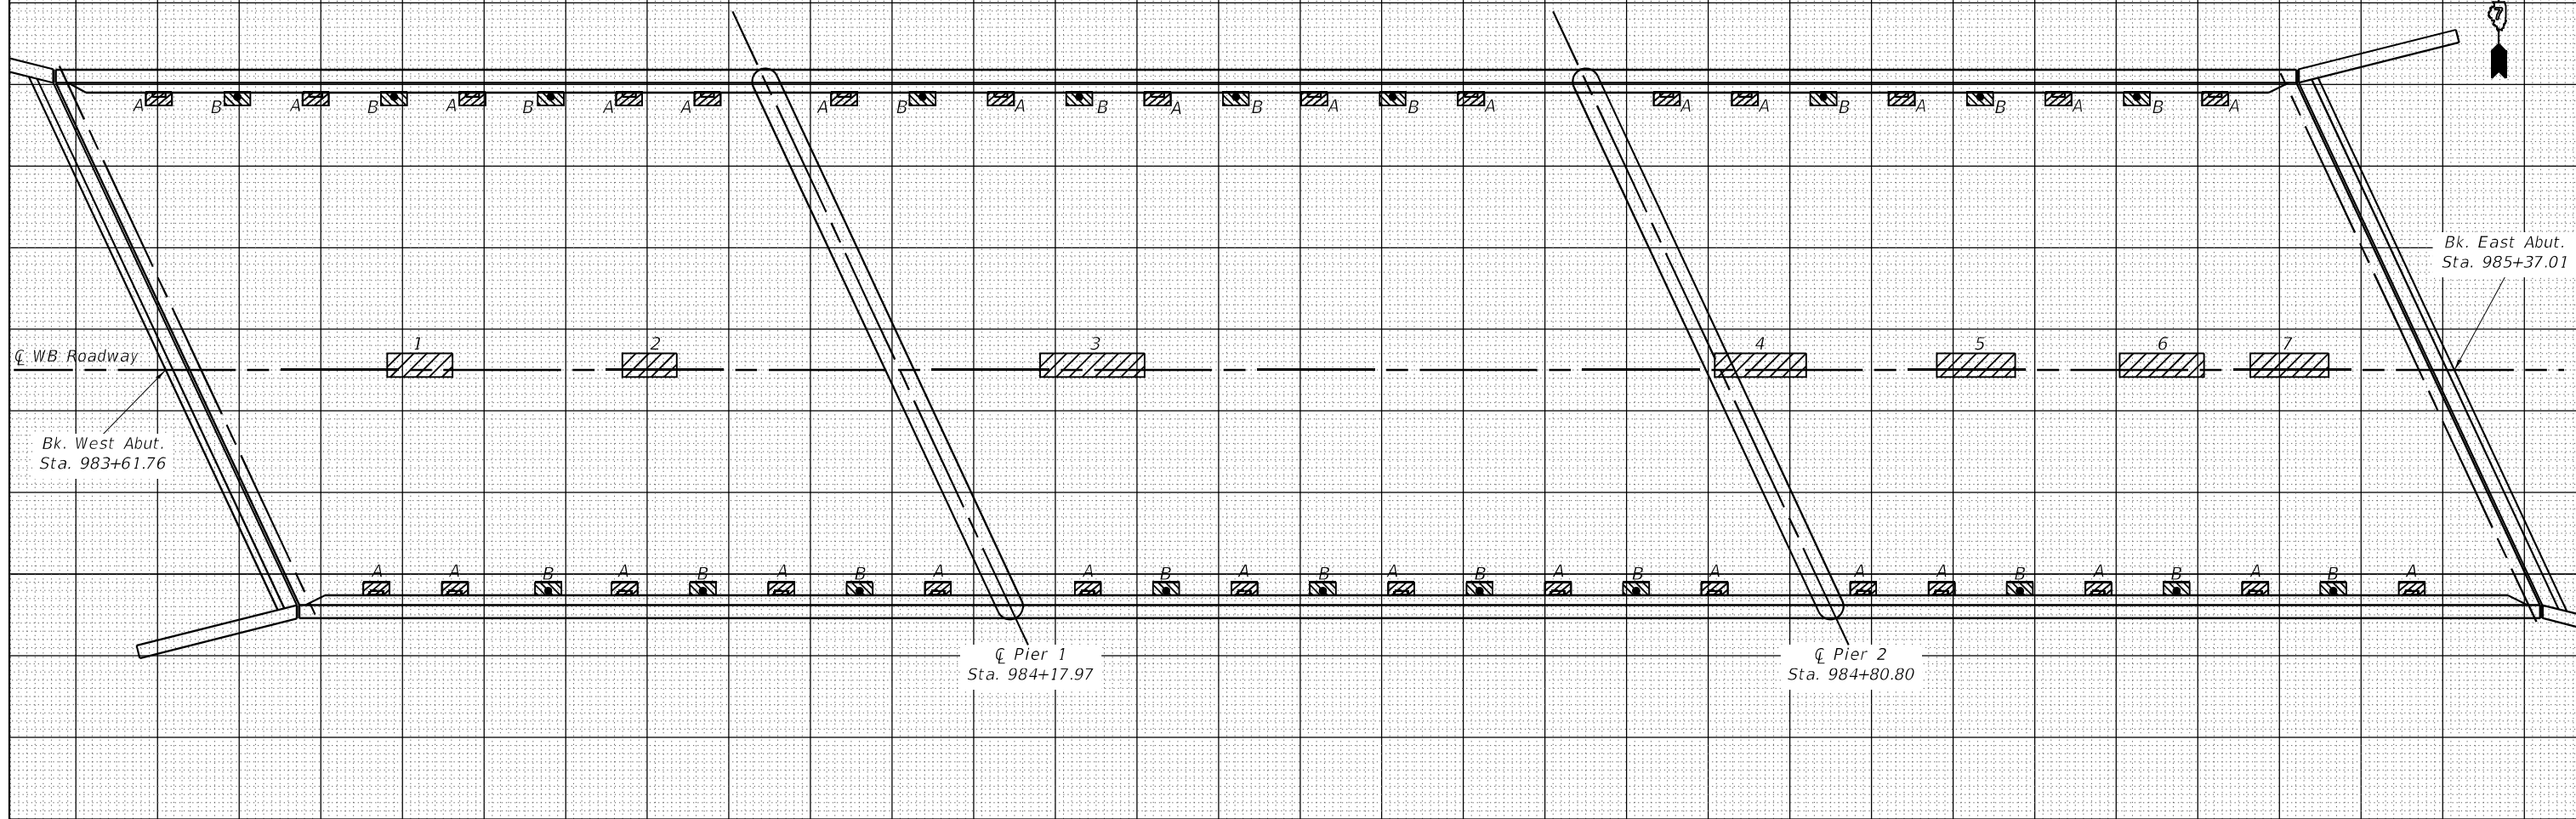 7
A B A B A B A A A B A B A B A B A A A B A B A B A
Bk. East Abut.
Sta. 985+37.01
1 2 3 4 5 6 7
℄ WB Roadway
Bk. West Abut.
Sta. 983+61.76
A A B A B A B A A B A B A B A B A A A B A B A B A
℄ Pier 1
Sta. 984+17.97
℄ Pier 2
Sta. 984+80.80